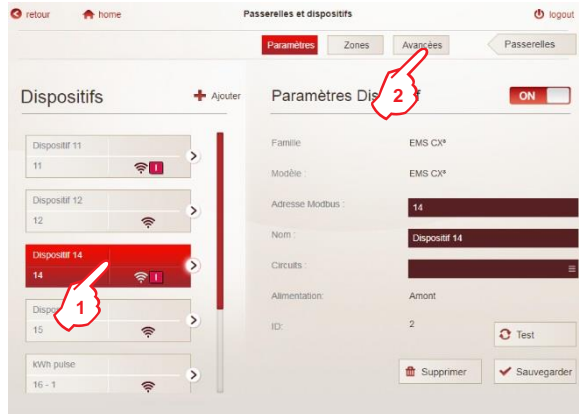 retour
home
Passerelles et dispositifs
logout
Paramètres
Zones
Avancées
Passerelles
Dispositifs
Ajouter
Dispositif 11
11
I
Dispositif 12
12
Dispositif 14
14
I
1
15
kWh pulse
16 - 1
Paramètres
2
ON
Famille
EMS CX³
Modèle :
EMS CX³
Adresse Modbus :
14
Nom :
Dispositif 14
Circuits :
Alimentation:
Amont
ID:
2
Test
Supprimer
Sauvegarder